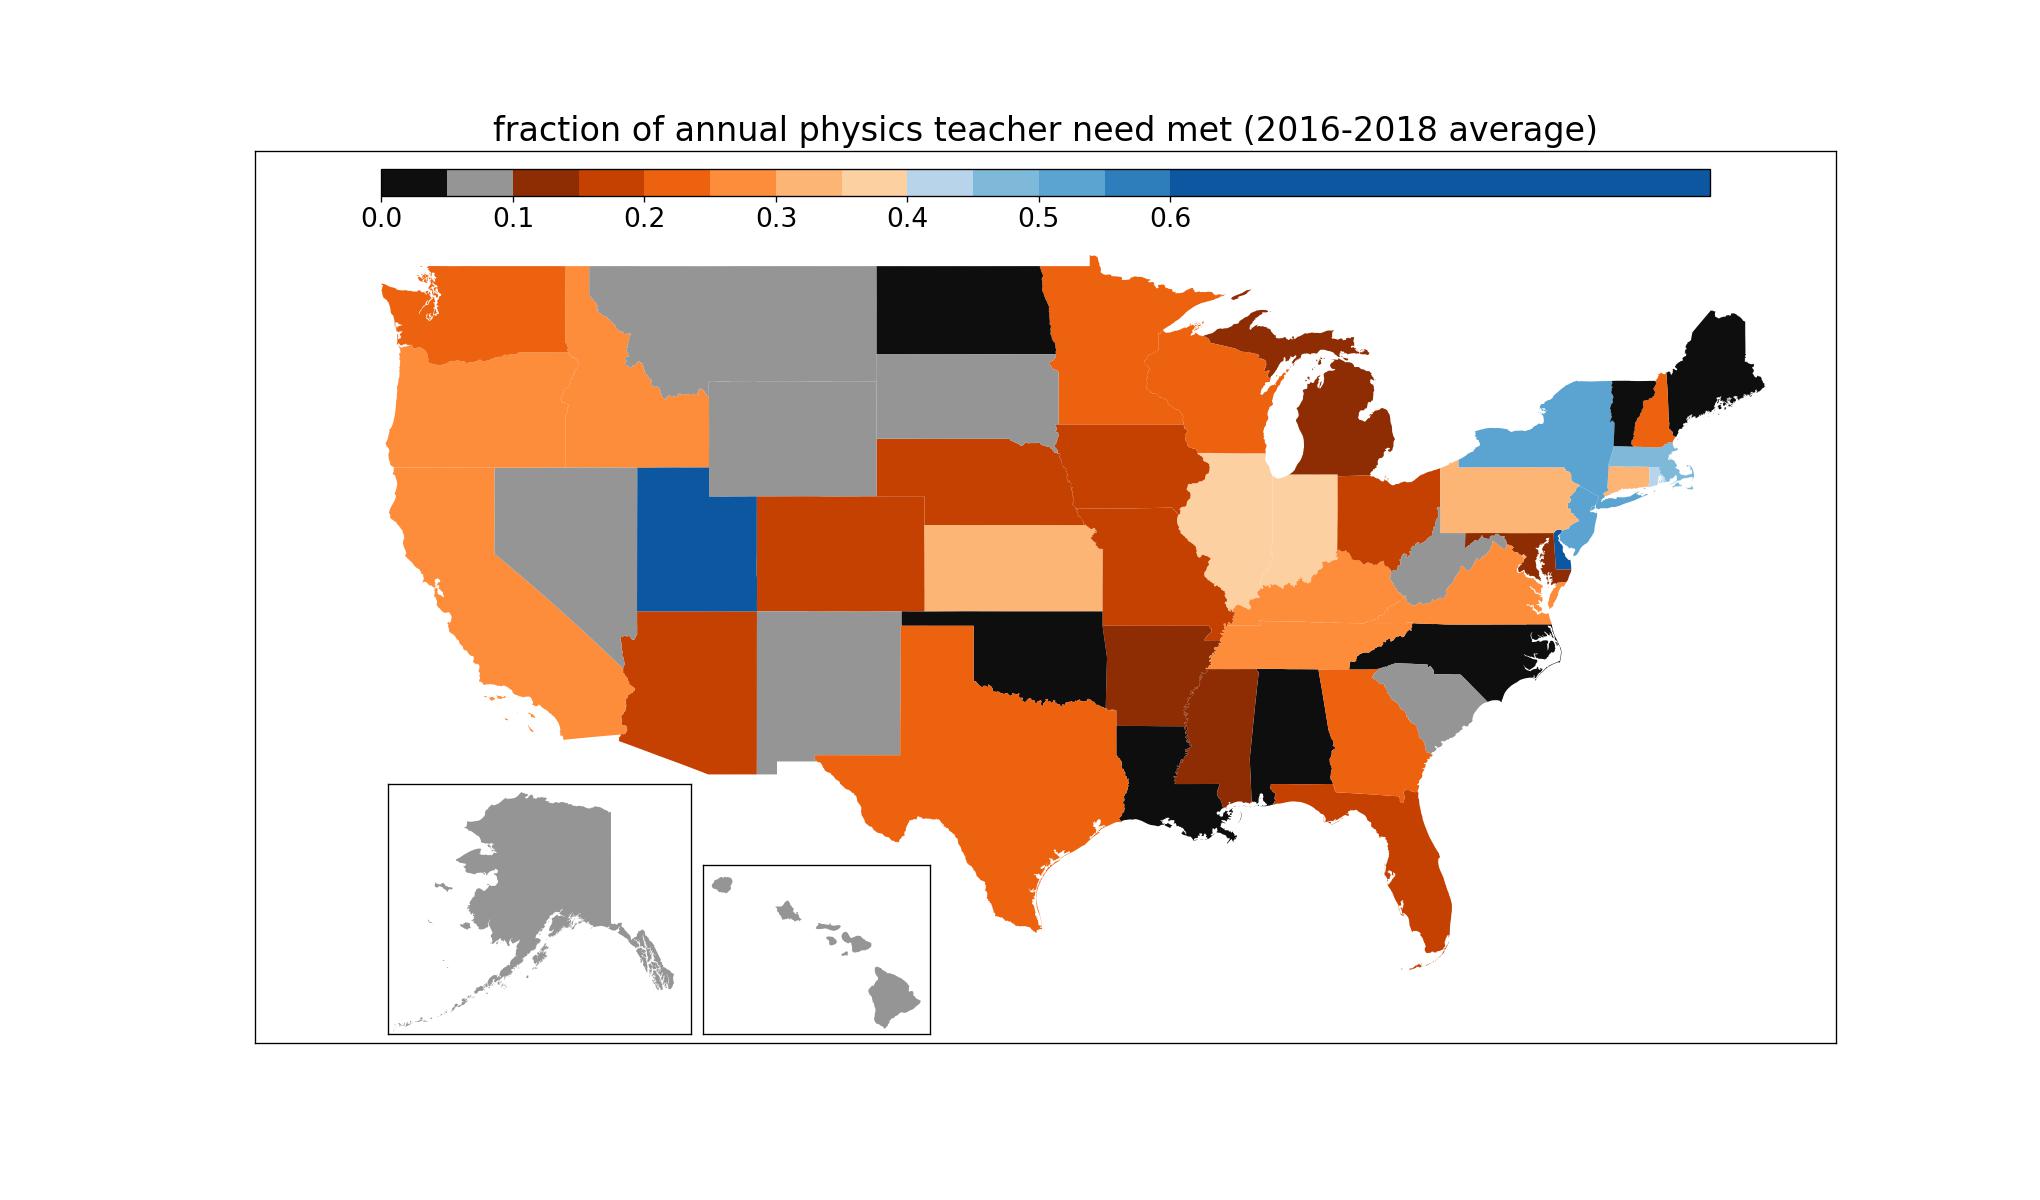 fraction of annual physics teacher need met (2016-2018 average)
0.0 0.1 0.2 0.3 0.4 0.5 0.6